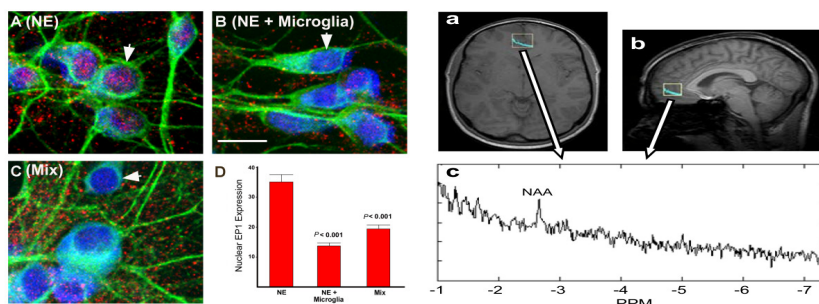 A (NE)
B (NE + Microglia)
C (Mix)
D
Nuclear EP1 Expression
40
30
20
10
0
P < 0.001
P < 0.001
NE
NE +
Microglia
Mix
a
b
c
NAA
-1
-2
-3
-4
-5
-6
-7
PPM